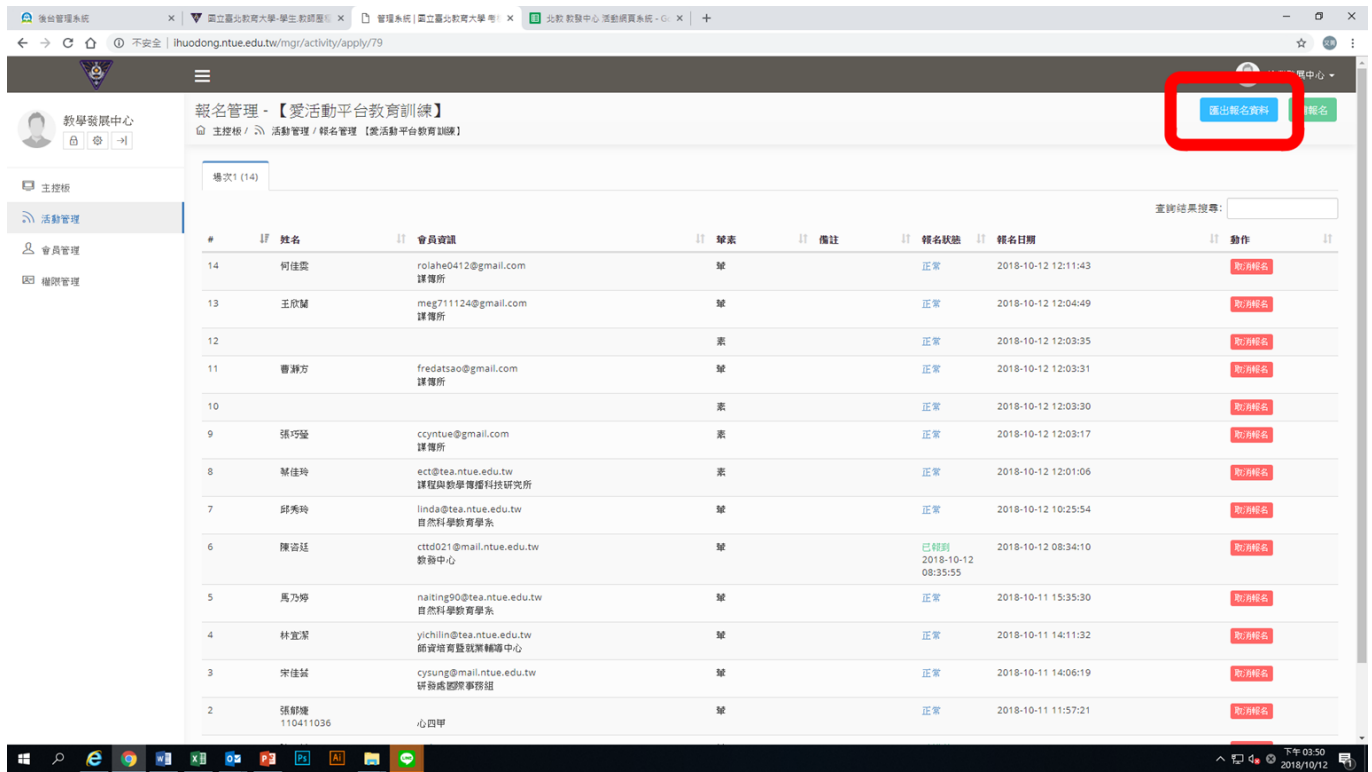 後台管理系統
國立臺北教育大學-學生.教師歷程
管理系統 | 國立臺北教育大學 考
北教 教發中心 活動網頁系統 - Go
不安全 | ihuodong.ntue.edu.tw/mgr/activity/apply/79
展中心
教學發展中心
報名管理 - 【愛活動平台教育訓練】
主控板 / 活動管理 / 報名管理 【愛活動平台教育訓練】
匯出報名資料
報名
主控板
活動管理
會員管理
權限管理
場次1 (14)
查詢結果搜尋:
# 姓名 會員資訊 葷素 備註 報名狀態 報名日期 動作
14 何佳雲 rolahe0412@gmail.com 葷 正常 2018-10-12 12:11:43 取消報名
課傳所
13 王欣蘭 meg711124@gmail.com 葷 正常 2018-10-12 12:04:49 取消報名
課傳所
12 素 正常 2018-10-12 12:03:35 取消報名
11 曹瀞方 fredatsao@gmail.com 葷 正常 2018-10-12 12:03:31 取消報名
課傳所
10 素 正常 2018-10-12 12:03:30 取消報名
9 張巧瑩 ccyntue@gmail.com 素 正常 2018-10-12 12:03:17 取消報名
課傳所
8 佳玲 ect@tea.ntue.edu.tw 素 正常 2018-10-12 12:01:06 取消報名
課程與教學傳播科技研究所
7 邱秀玲 linda@tea.ntue.edu.tw 葷 正常 2018-10-12 10:25:54 取消報名
自然科學教育學系
6 陳姿廷 cttd021@mail.ntue.edu.tw 葷 已報到 2018-10-12 08:34:10 取消報名
教發中心 2018-10-12
08:35:55
5 馬乃婷 naiting90@tea.ntue.edu.tw 葷 正常 2018-10-11 15:35:30 取消報名
自然科學教育學系
4 林宜潔 yichilin@tea.ntue.edu.tw 葷 正常 2018-10-11 14:11:32 取消報名
師資培育暨就業輔導中心
3 宋佳 cysung@mail.ntue.edu.tw 葷 正常 2018-10-11 14:06:19 取消報名
研發處國際事務組
2 張 葷 正常 2018-10-11 11:57:21 取消報名
110411036 心四甲
下午 03:50
2018/10/12